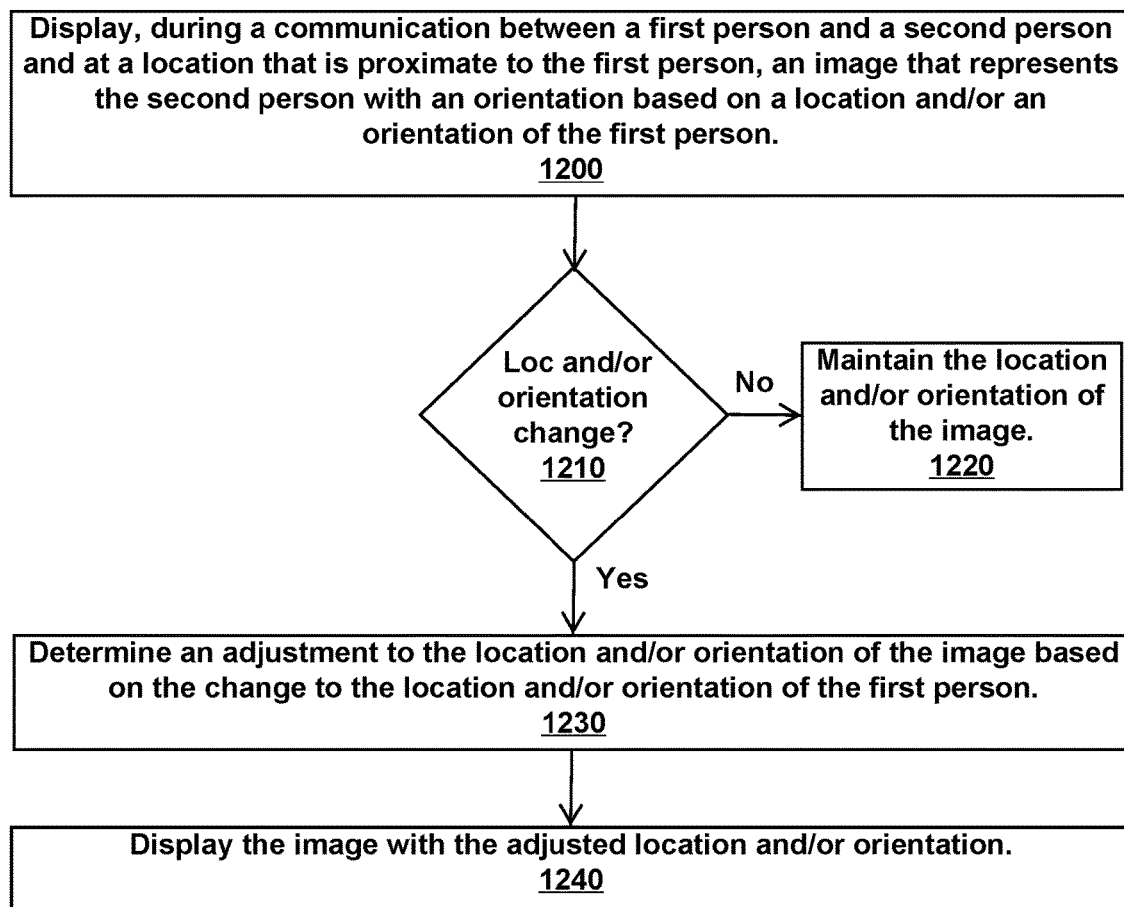 Display, during a communication between a first person and a second person
and at a location that is proximate to the first person, an image that represents
the second person with an orientation based on a location and/or an
orientation of the first person.
1200
Loc and/or
orientation
change?
1210
No
Maintain the location
and/or orientation of
the image.
1220
Yes
Determine an adjustment to the location and/or orientation of the image based
on the change to the location and/or orientation of the first person.
1230
Display the image with the adjusted location and/or orientation.
1240